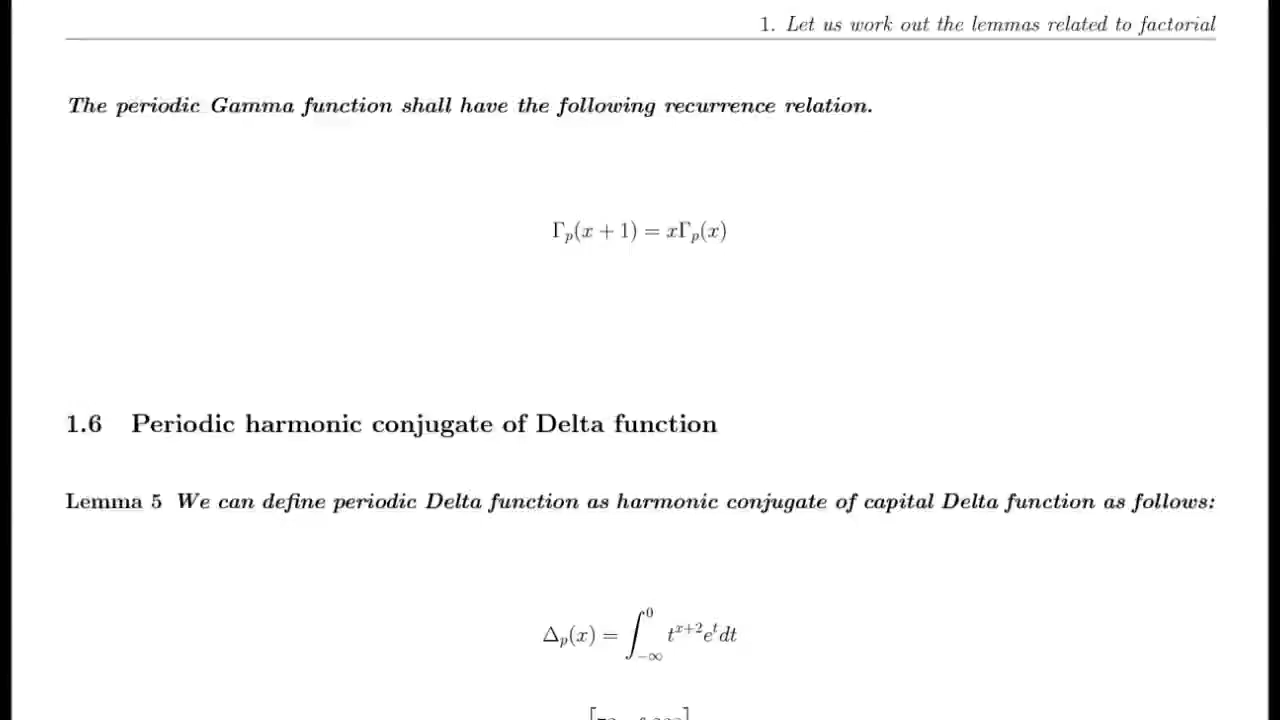 1. Let us work out the lemmas related to factorial
The periodic Gamma function shall have the following recurrence relation.
Γ_p(x + 1) = xΓ_p(x)
1.6 Periodic harmonic conjugate of Delta function
Lemma 5 We can define periodic Delta function as harmonic conjugate of capital Delta function as follows:
Δ_p(x) = ∫_{-∞}^{0} t^{x+2} e^t dt